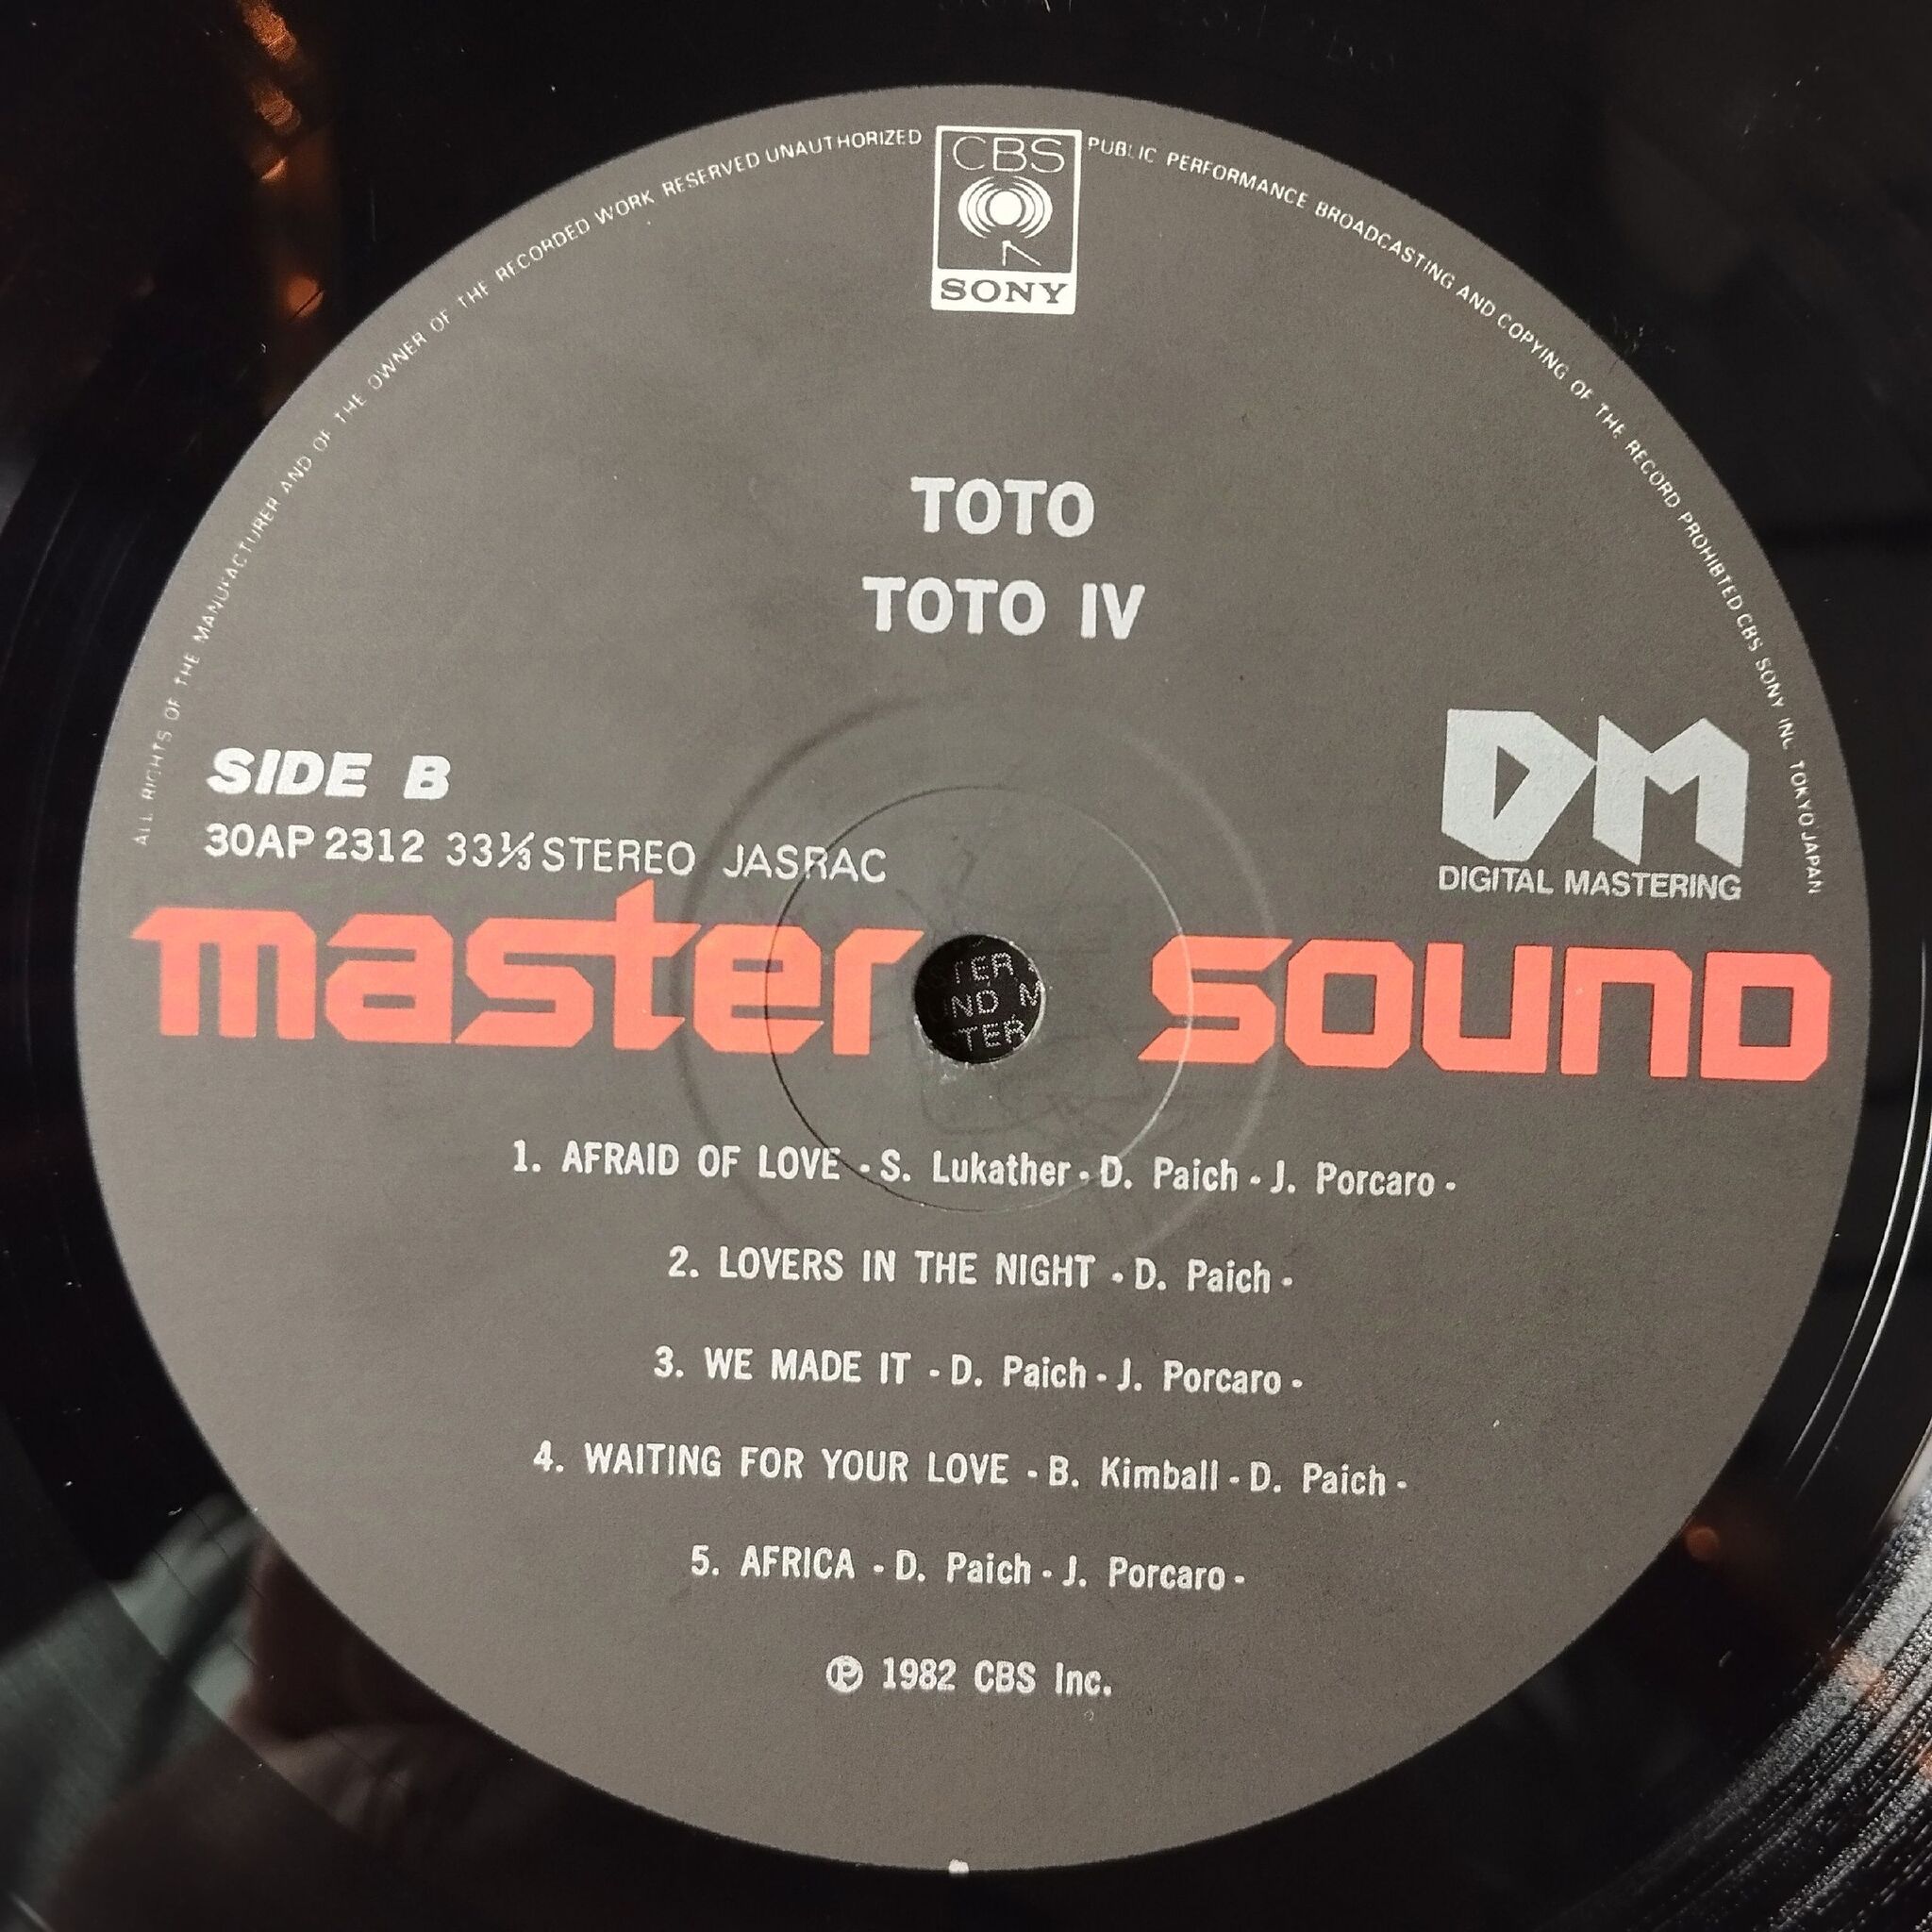 CBS
SONY
ALL RIGHTS OF THE MANUFACTURER AND OF THE OWNER OF THE RECORDED WORK RESERVED UNAUTHORIZED PUBLIC PERFORMANCE BROADCASTING AND COPYING OF THE RECORD PROHIBITED CBS SONY INC. TOKYO JAPAN
TOTO
TOTO IV
SIDE B
30AP 2312 33⅓ STEREO JASRAC
DM
DIGITAL MASTERING
master sound
TER
ND M
TER
1. AFRAID OF LOVE - S. Lukather - D. Paich - J. Porcaro -
2. LOVERS IN THE NIGHT - D. Paich -
3. WE MADE IT - D. Paich - J. Porcaro -
4. WAITING FOR YOUR LOVE - B. Kimball - D. Paich -
5. AFRICA - D. Paich - J. Porcaro -
℗ 1982 CBS Inc.